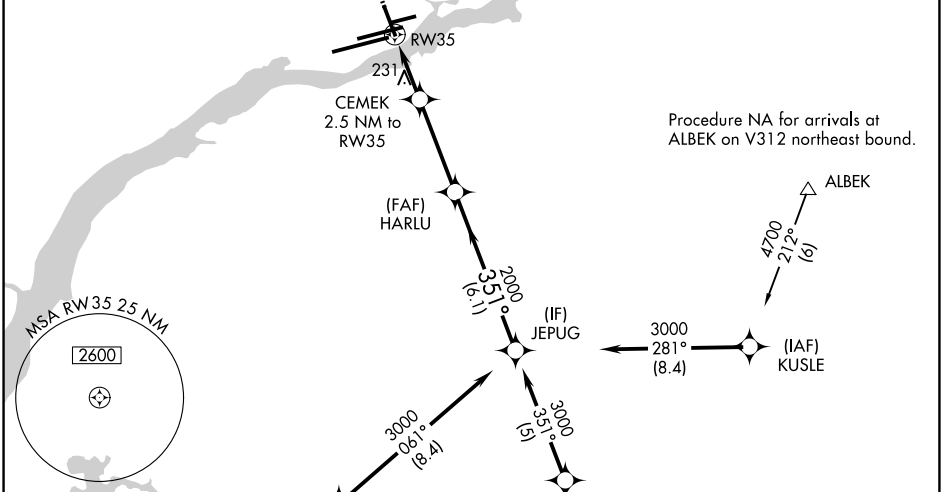 RW35
231
CEMEK
2.5 NM to
RW35
Procedure NA for arrivals at
ALBEK on V312 northeast bound.
ALBEK
4700
212°
(6)
(FAF)
HARLU
2000
351°
(6.1)
(IF)
JEPUG
3000
281°
(8.4)
(IAF)
KUSLE
MSA RW35 25 NM
2600
3000
061°
(8.4)
3000
351°
(5)